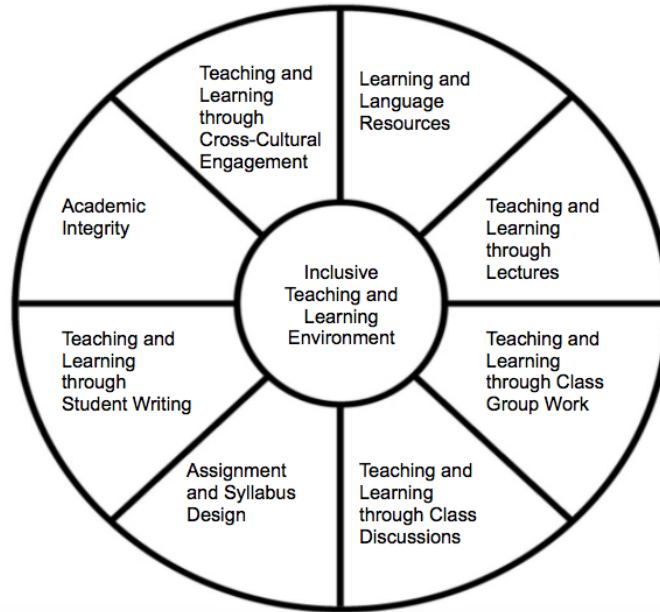 Teaching and
Learning
through
Cross-Cultural
Engagement
Learning and
Language
Resources
Teaching and
Learning
through
Lectures
Teaching and
Learning
through Class
Group Work
Teaching and
Learning
through Class
Discussions
Assignment
and Syllabus
Design
Teaching and
Learning
through
Student Writing
Academic
Integrity
Inclusive
Teaching and
Learning
Environment